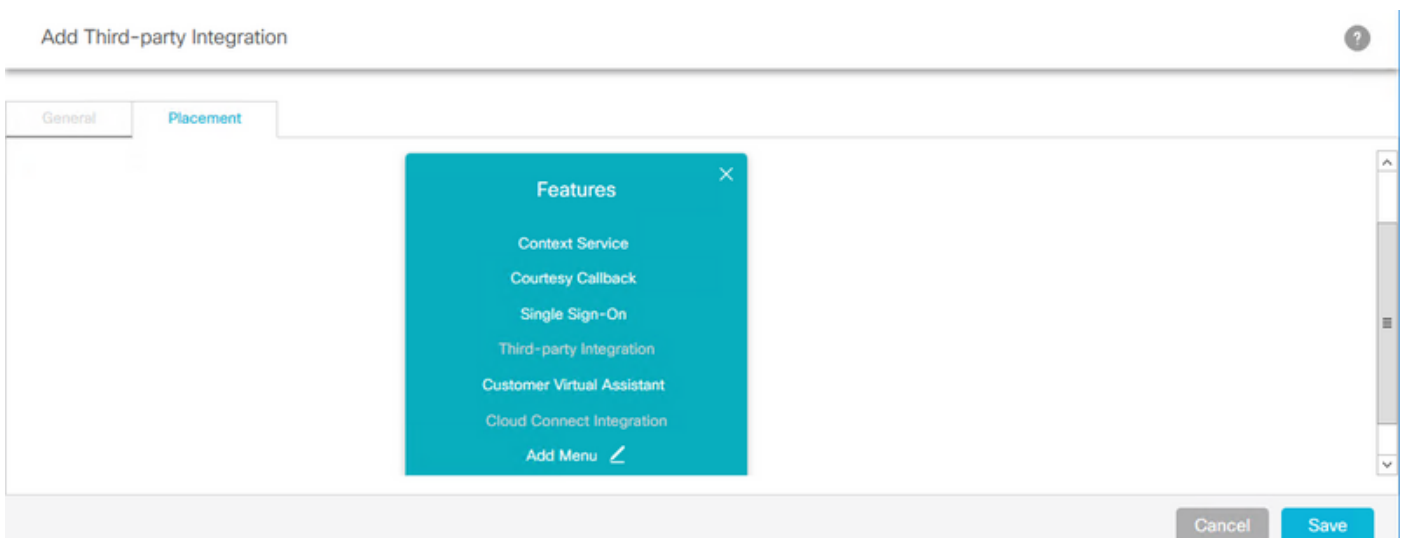 Add Third-party Integration
?
General
Placement
Features
Context Service
Courtesy Callback
Single Sign-On
Third-party Integration
Customer Virtual Assistant
Cloud Connect Integration
Add Menu
Cancel
Save